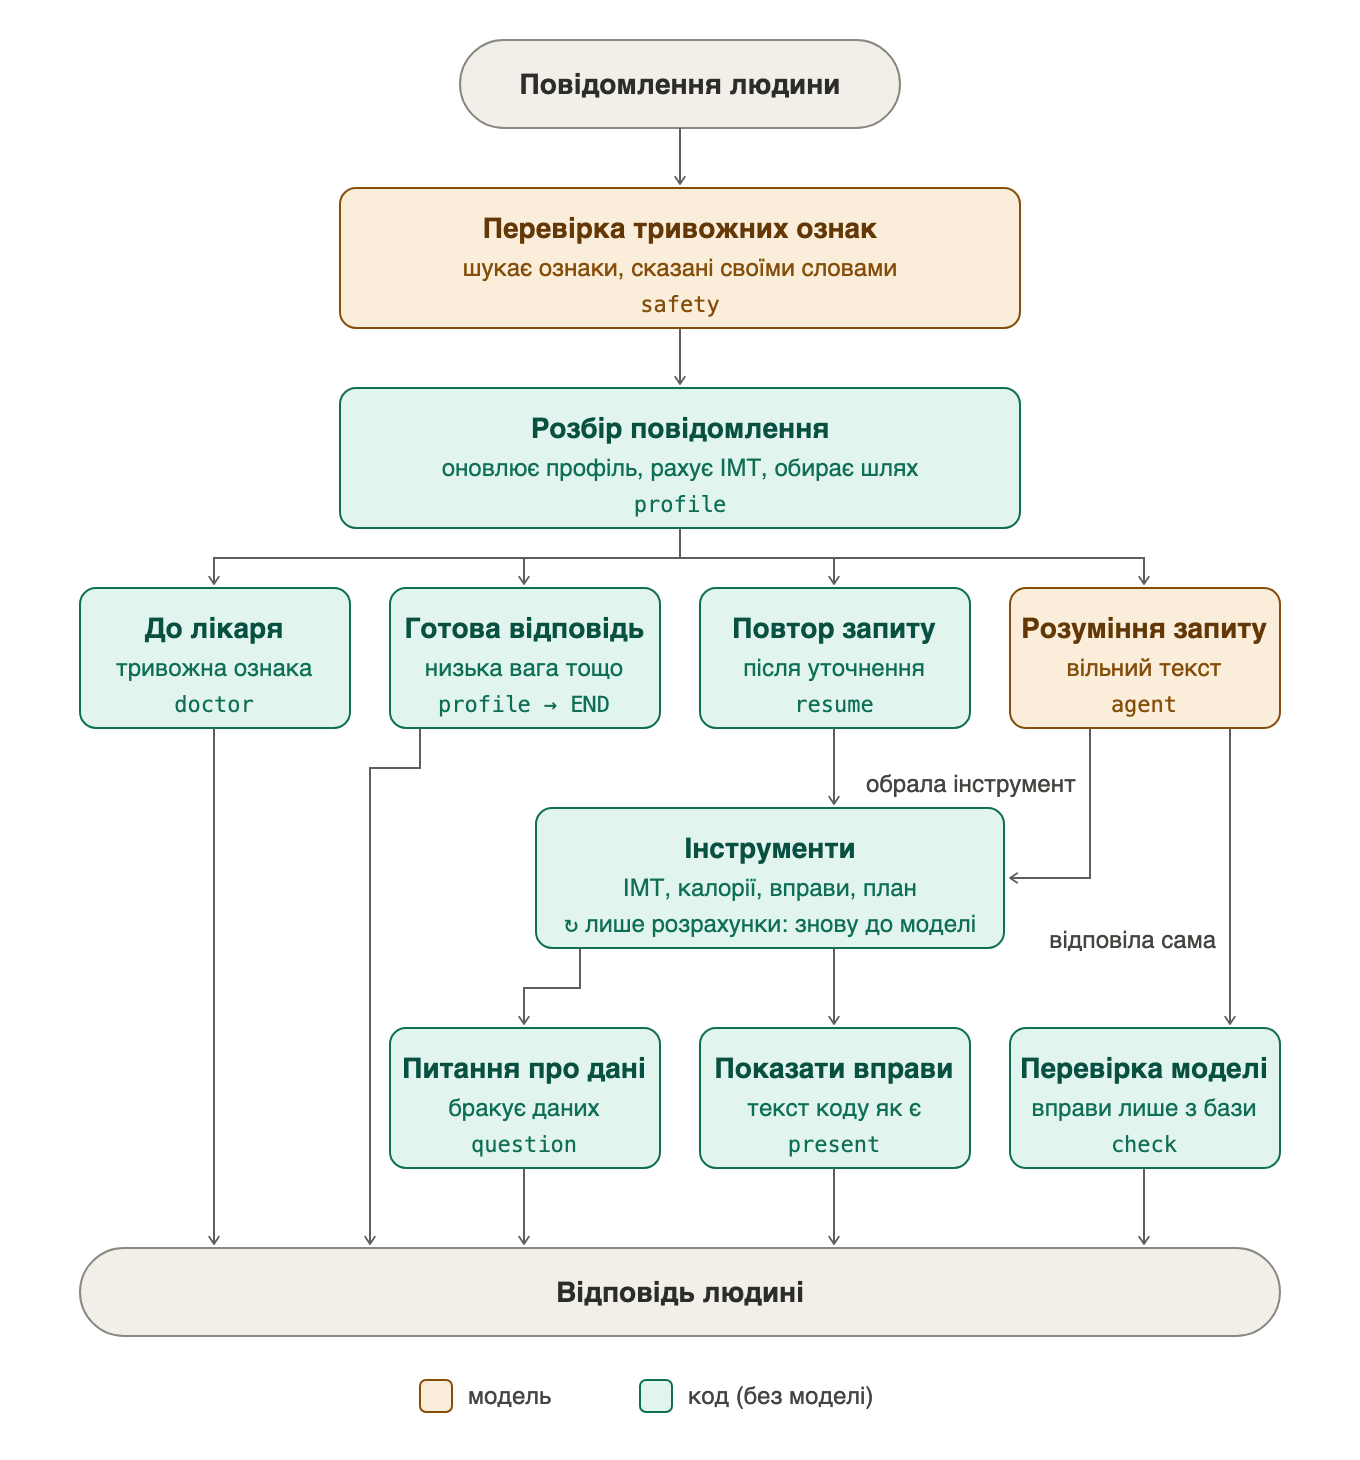 Повідомлення людини
Перевірка тривожних ознак
шукає ознаки, сказані своїми словами
safety
Розбір повідомлення
оновлює профіль, рахує ІМТ, обирає шлях
profile
До лікаря
тривожна ознака
doctor
Готова відповідь
низька вага тощо
profile → END
Повтор запиту
після уточнення
resume
Розуміння запиту
вільний текст
agent
обрала інструмент
Інструменти
ІМТ, калорії, вправи, план
↻ лише розрахунки: знову до моделі
відповіла сама
Питання про дані
бракує даних
question
Показати вправи
текст коду як є
present
Перевірка моделі
вправи лише з бази
check
Відповідь людині
модель
код (без моделі)